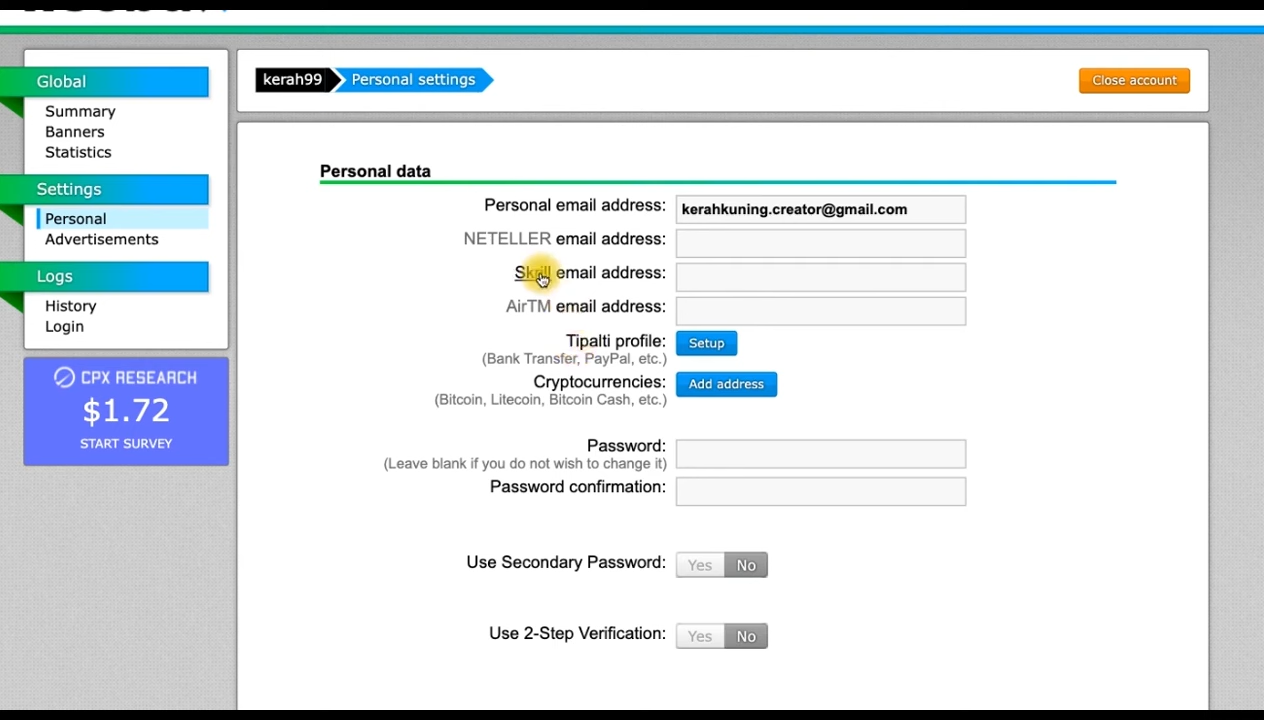 Global
Summary
Banners
Statistics
Settings
Personal
Advertisements
Logs
History
Login
CPX RESEARCH
$1.72
START SURVEY
kerah99 Personal settings
Close account
Personal data
Personal email address: kerahkuning.creator@gmail.com
NETELLER email address:
Skrill email address:
AirTM email address:
Tipalti profile: Setup
(Bank Transfer, PayPal, etc.)
Cryptocurrencies: Add address
(Bitcoin, Litecoin, Bitcoin Cash, etc.)
Password:
(Leave blank if you do not wish to change it)
Password confirmation:
Use Secondary Password: Yes No
Use 2-Step Verification: Yes No